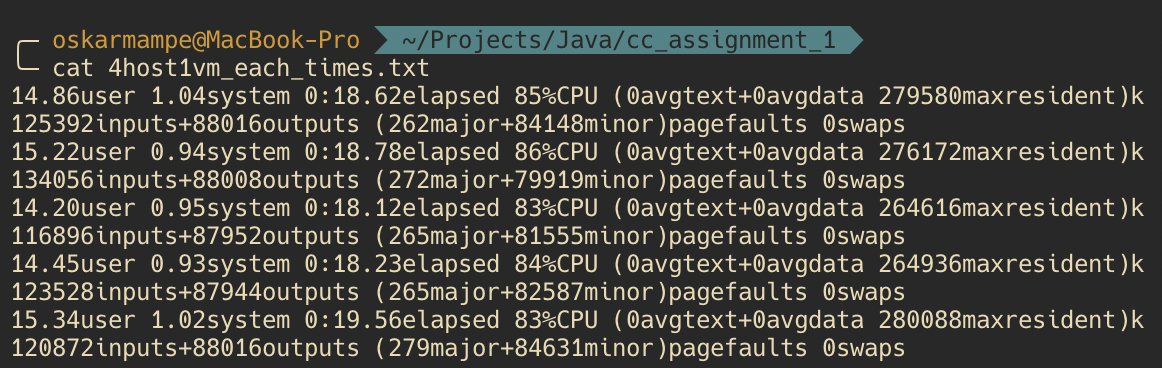 oskarmampe@MacBook-Pro ~/Projects/Java/cc_assignment_1
cat 4host1vm_each_times.txt
14.86user 1.04system 0:18.62elapsed 85%CPU (0avgtext+0avgdata 279580maxresident)k
125392inputs+88016outputs (262major+84148minor)pagefaults 0swaps
15.22user 0.94system 0:18.78elapsed 86%CPU (0avgtext+0avgdata 276172maxresident)k
134056inputs+88008outputs (272major+79919minor)pagefaults 0swaps
14.20user 0.95system 0:18.12elapsed 83%CPU (0avgtext+0avgdata 264616maxresident)k
116896inputs+87952outputs (265major+81555minor)pagefaults 0swaps
14.45user 0.93system 0:18.23elapsed 84%CPU (0avgtext+0avgdata 264936maxresident)k
123528inputs+87944outputs (265major+82587minor)pagefaults 0swaps
15.34user 1.02system 0:19.56elapsed 83%CPU (0avgtext+0avgdata 280088maxresident)k
120872inputs+88016outputs (279major+84631minor)pagefaults 0swaps